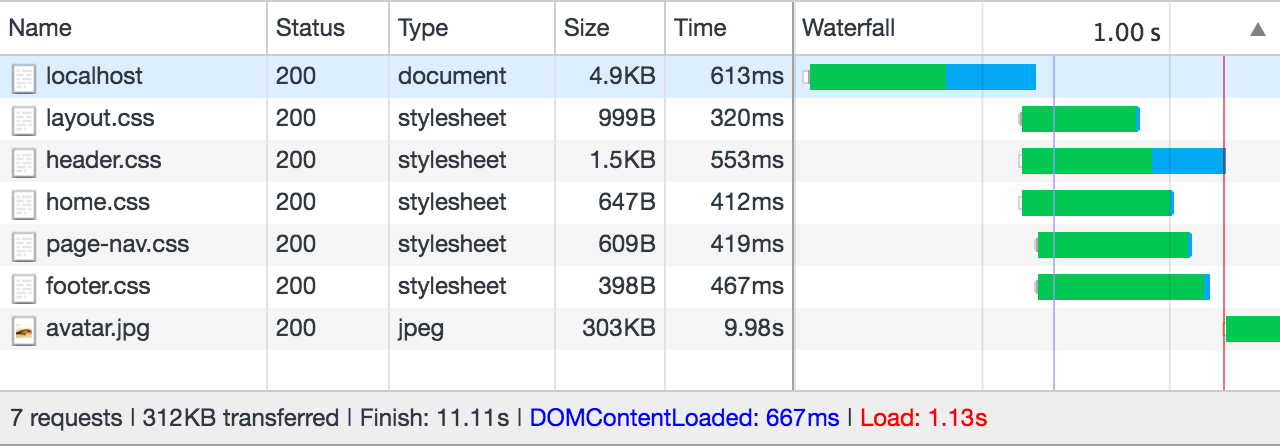 Name Status Type Size Time Waterfall 1.00 s ▲
localhost 200 document 4.9KB 613ms
layout.css 200 stylesheet 999B 320ms
header.css 200 stylesheet 1.5KB 553ms
home.css 200 stylesheet 647B 412ms
page-nav.css 200 stylesheet 609B 419ms
footer.css 200 stylesheet 398B 467ms
avatar.jpg 200 jpeg 303KB 9.98s
7 requests | 312KB transferred | Finish: 11.11s | DOMContentLoaded: 667ms | Load: 1.13s